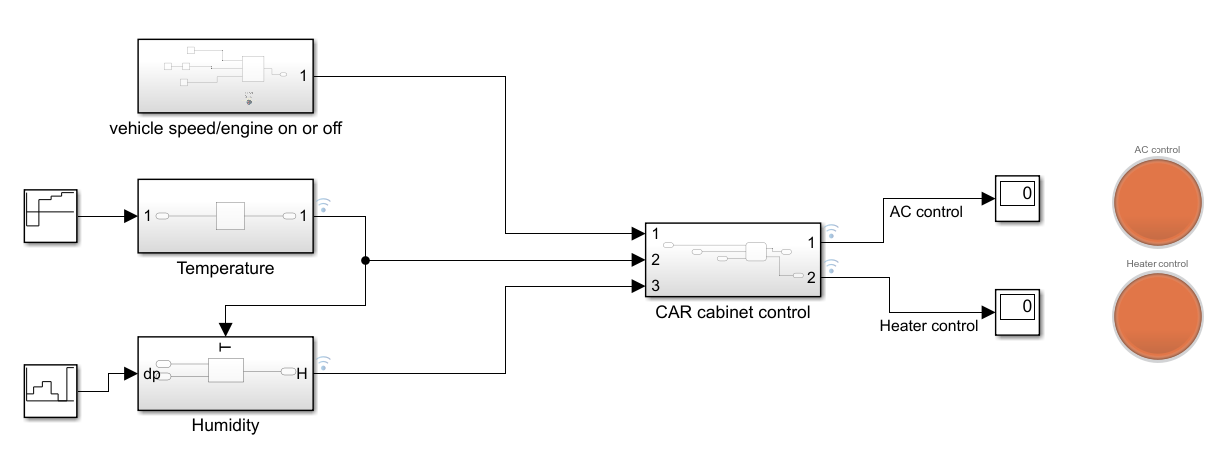 1
vehicle speed/engine on or off
AC control
1
1
Temperature
0
AC control
1
2
3
1
2
CAR cabinet control
Heater control
0
Heater control
T
dp
H
Humidity